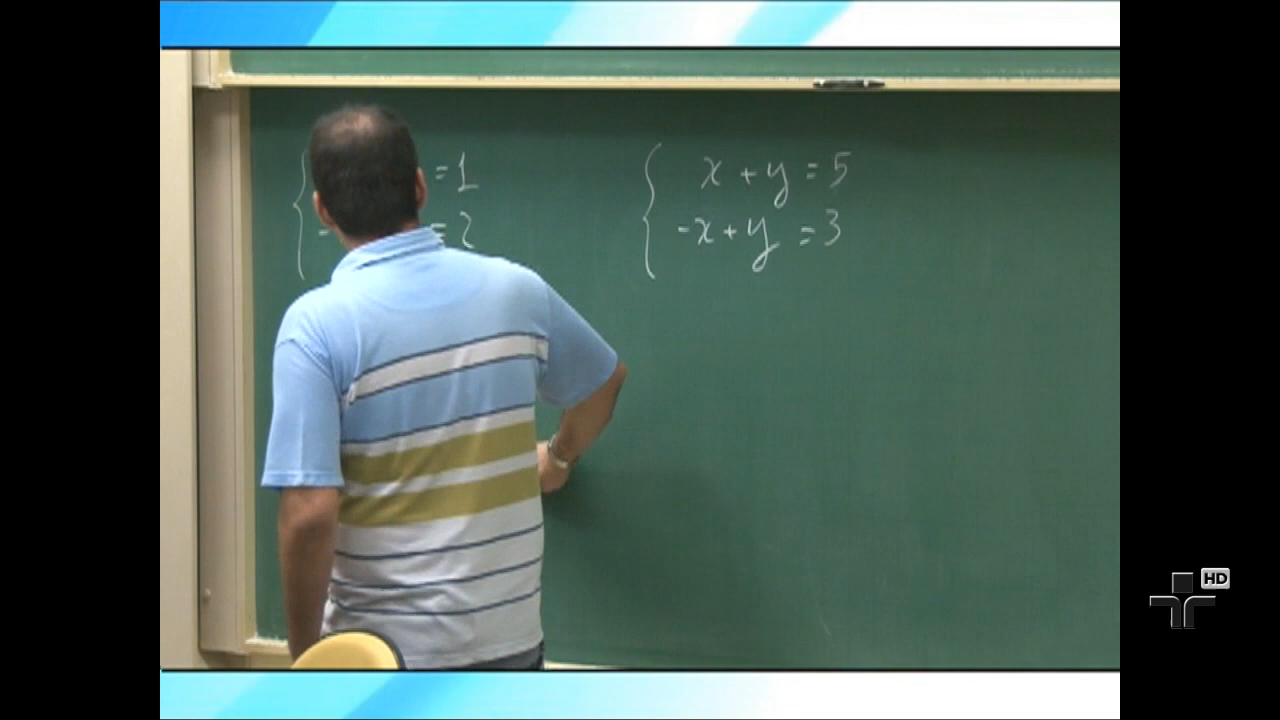 =1
- =2
x + y = 5
-x + y = 3
HD